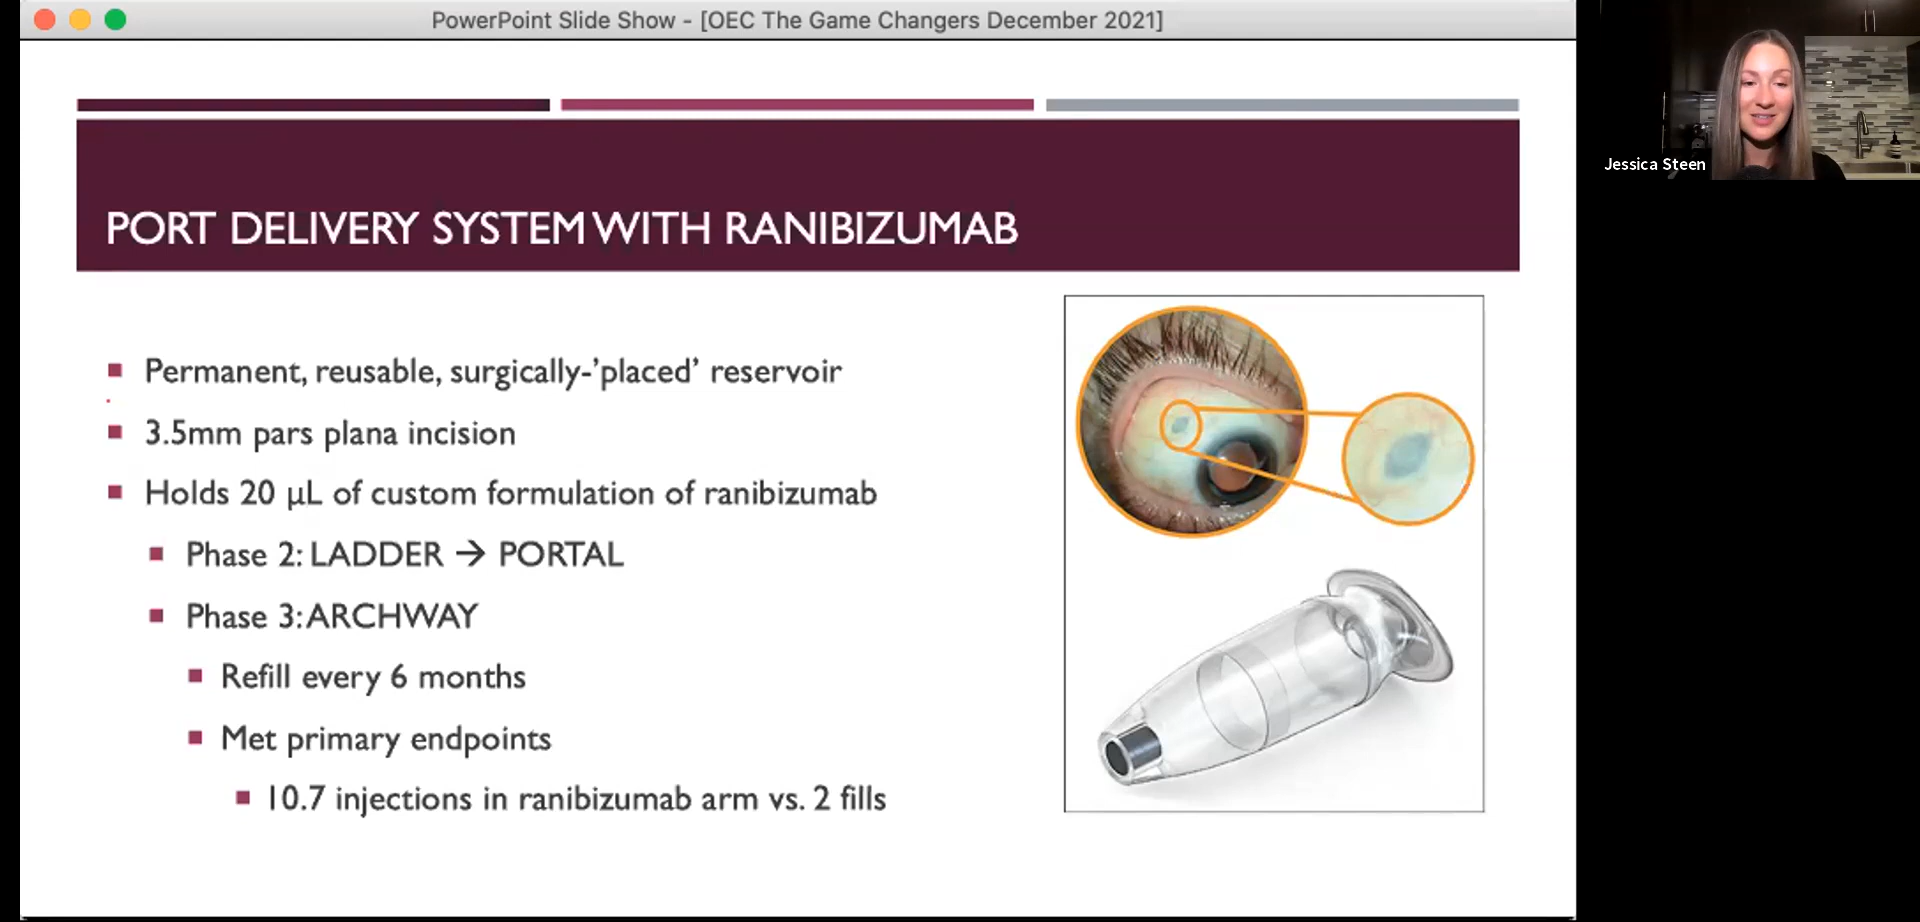 PowerPoint Slide Show - [OEC The Game Changers December 2021]
Jessica Steen
PORT DELIVERY SYSTEM WITH RANIBIZUMAB
Permanent, reusable, surgically-'placed' reservoir
3.5mm pars plana incision
Holds 20 µL of custom formulation of ranibizumab
Phase 2: LADDER → PORTAL
Phase 3: ARCHWAY
Refill every 6 months
Met primary endpoints
10.7 injections in ranibizumab arm vs. 2 fills